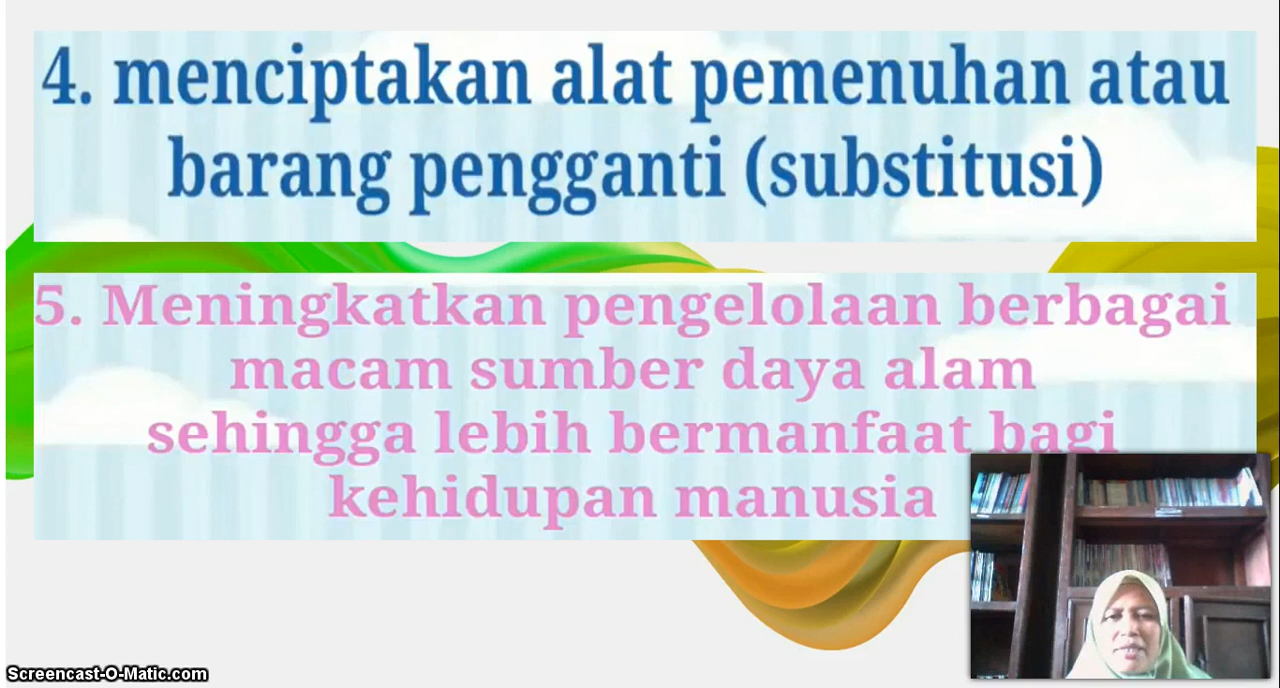 4. menciptakan alat pemenuhan atau
barang pengganti (substitusi)
5. Meningkatkan pengelolaan berbagai
macam sumber daya alam
sehingga lebih bermanfaat bagi
kehidupan manusia
Screencast-O-Matic.com